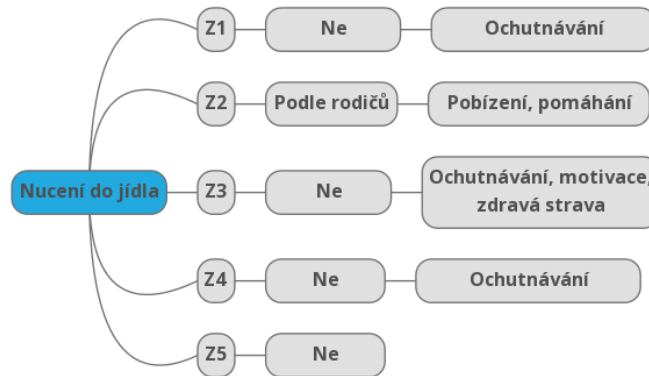 Z1
Ne
Ochutnávání
Z2
Podle rodičů
Pobízení, pomáhání
Nucení do jídla
Z3
Ne
Ochutnávání, motivace,
zdravá strava
Z4
Ne
Ochutnávání
Z5
Ne